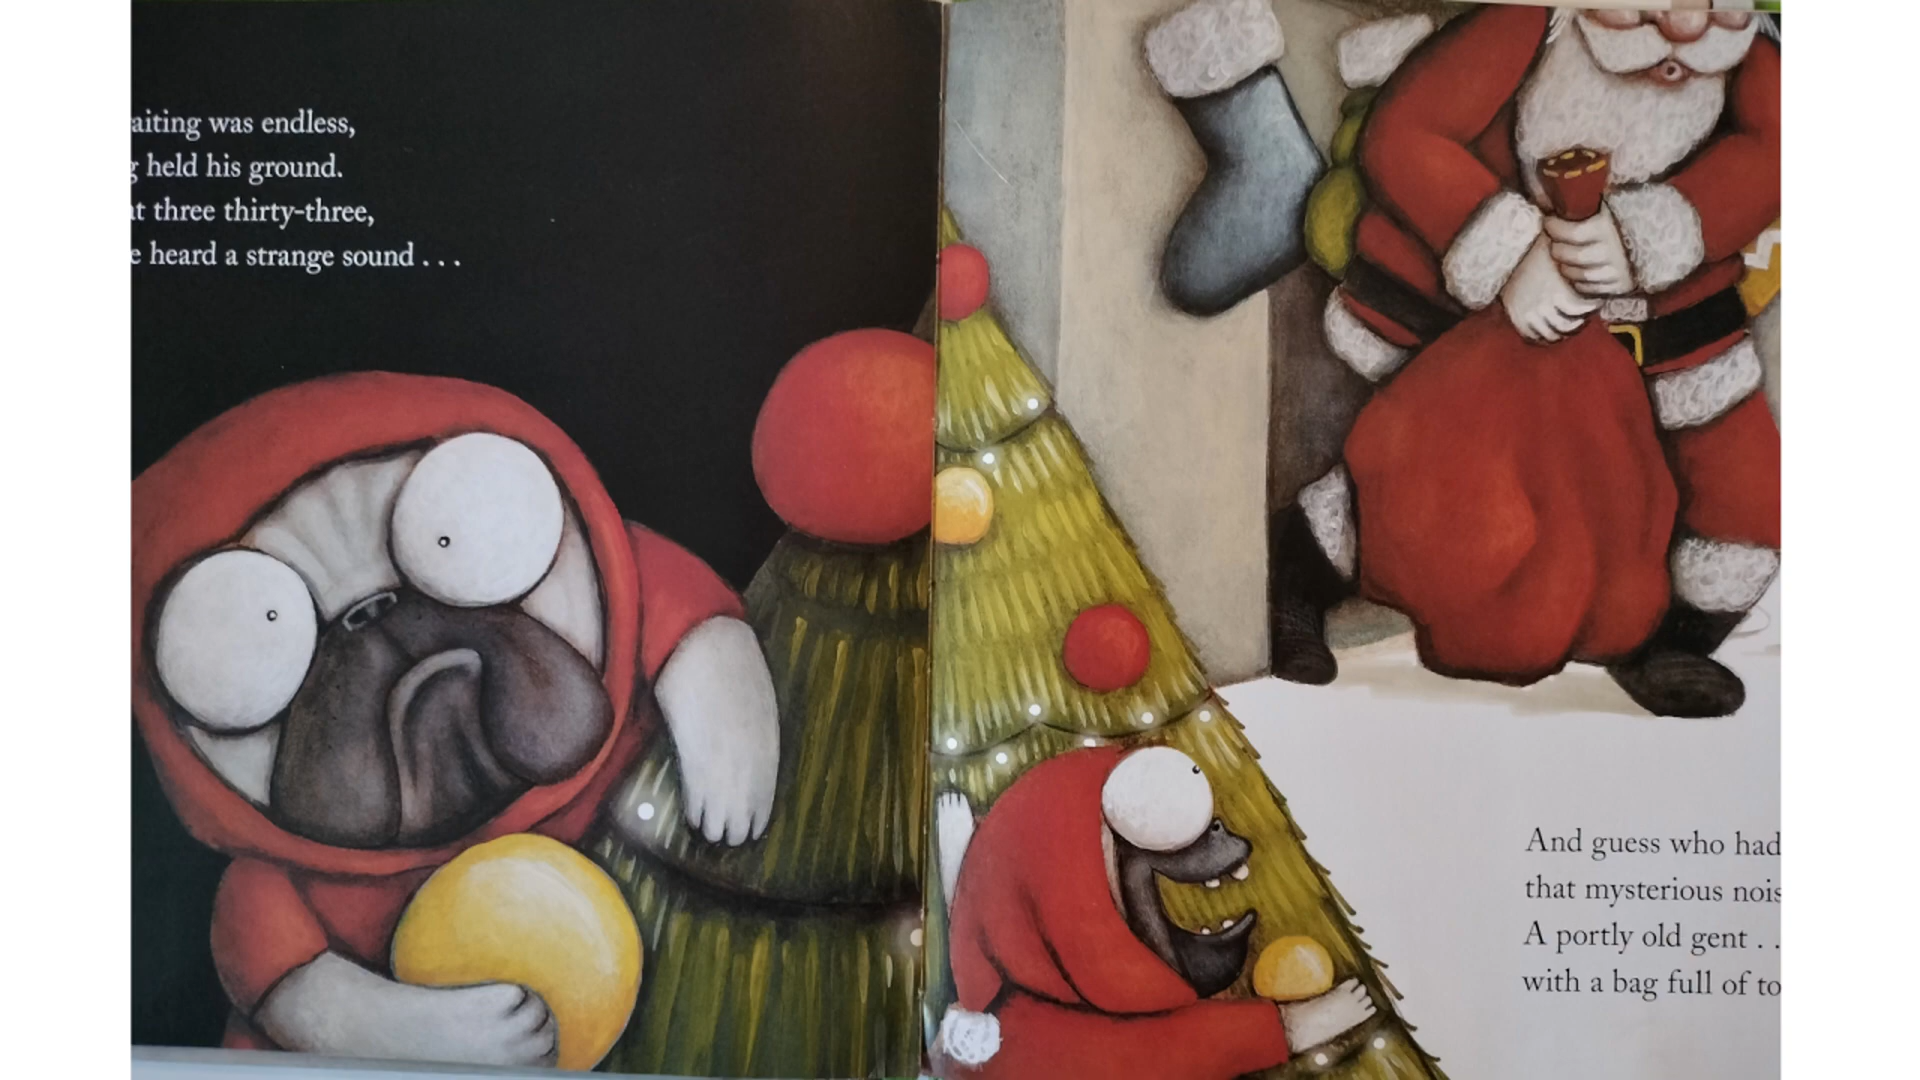 aiting was endless,
g held his ground.
at three thirty-three,
e heard a strange sound . . .
And guess who had
that mysterious nois
A portly old gent . .
with a bag full of to